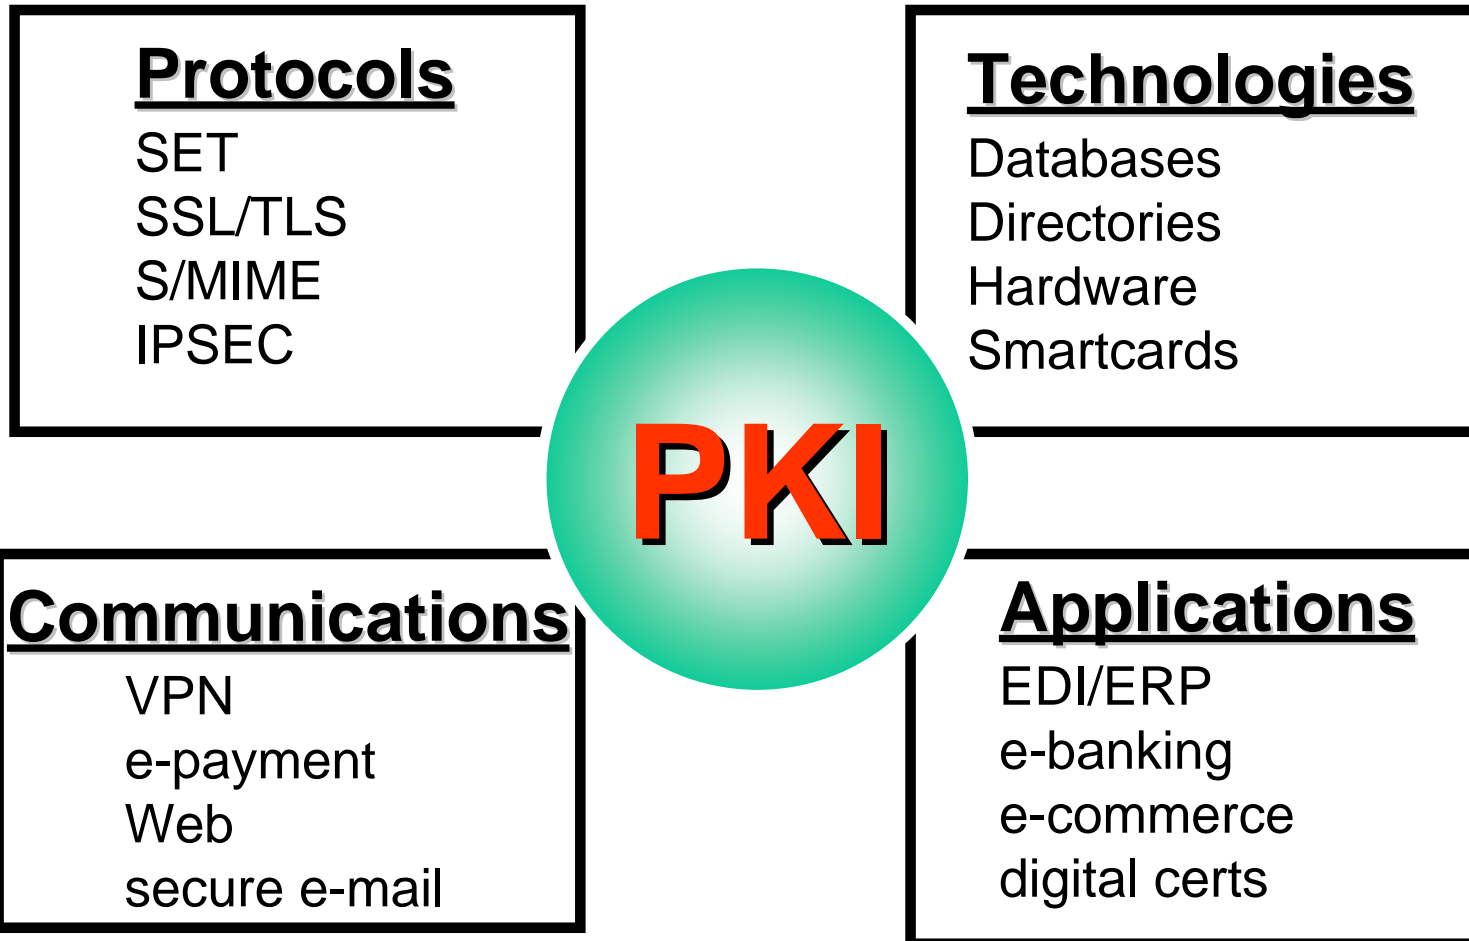 Protocols
SET
SSL/TLS
S/MIME
IPSEC
Technologies
Databases
Directories
Hardware
Smartcards
PKI
Communications
VPN
e-payment
Web
secure e-mail
Applications
EDI/ERP
e-banking
e-commerce
digital certs